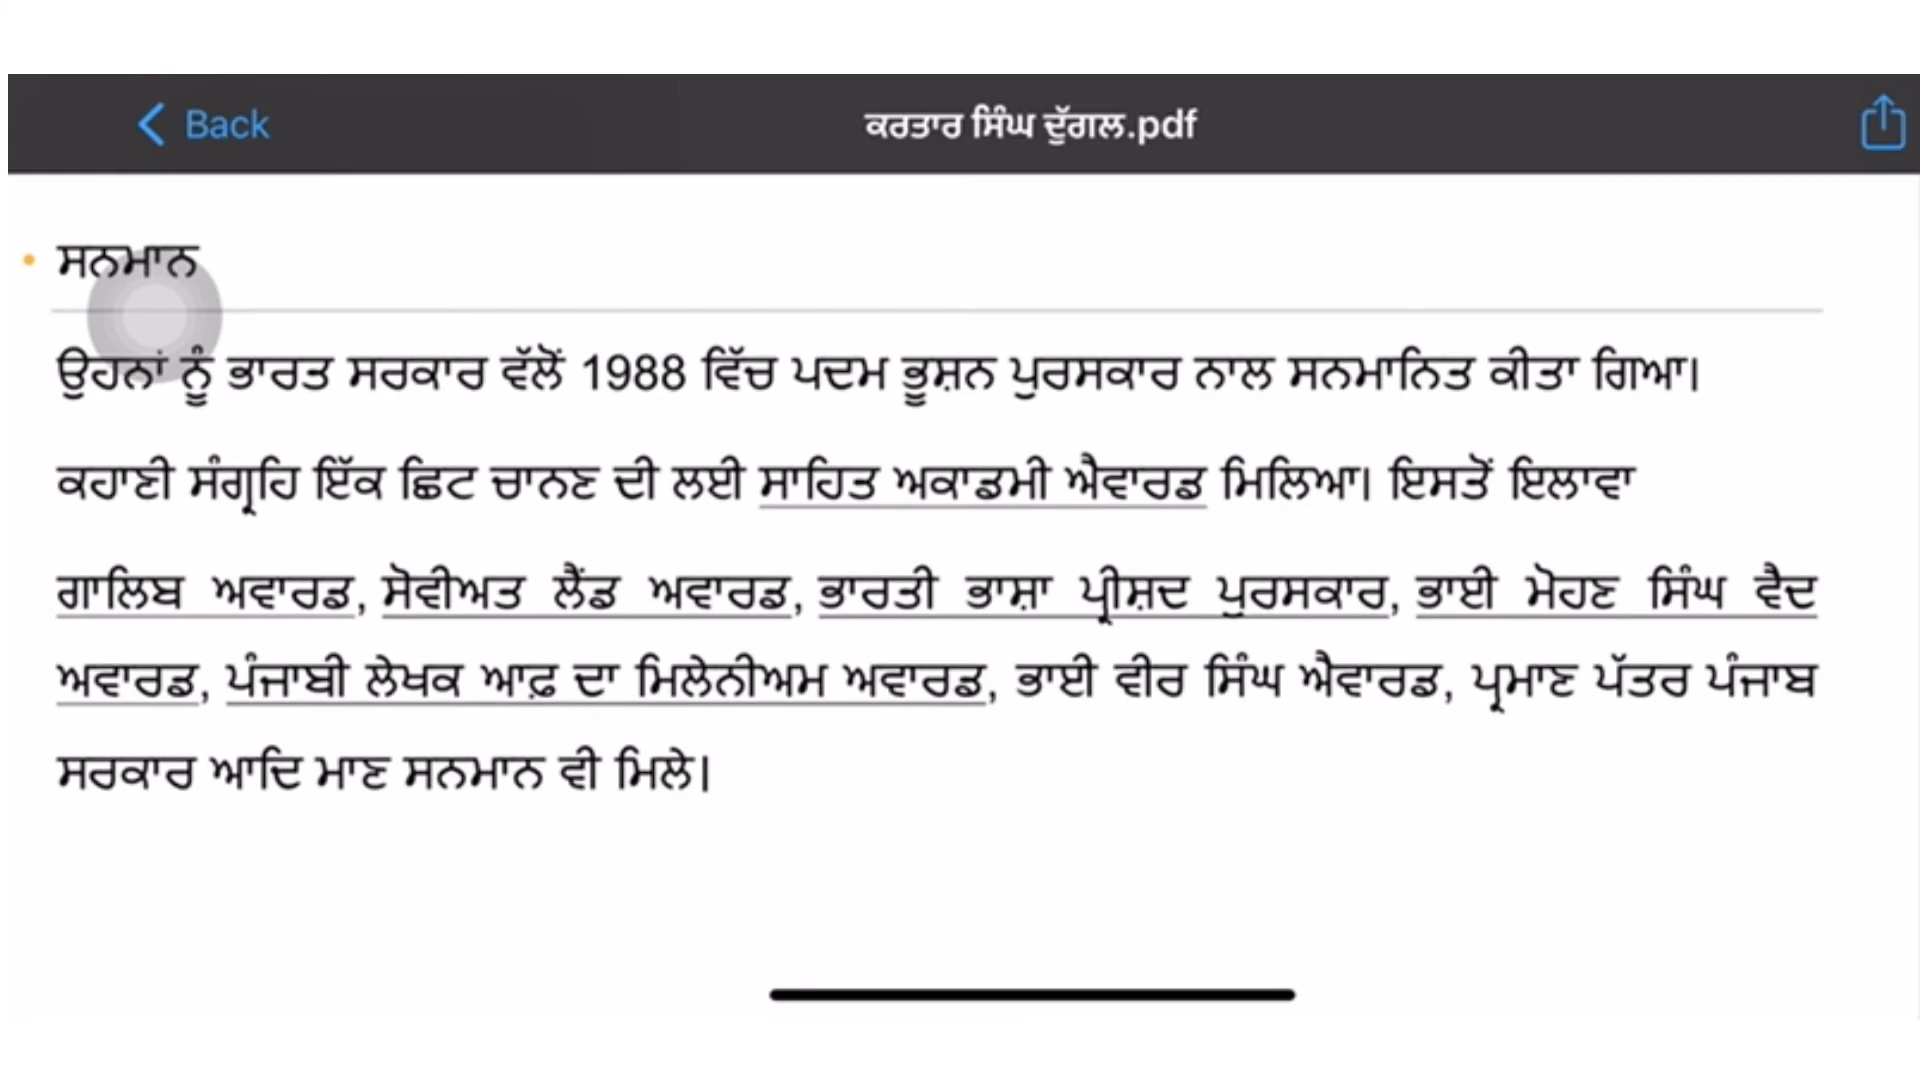 Back
ਕਰਤਾਰ ਸਿੰਘ ਦੁੱਗਲ.pdf
ਸਨਮਾਨ
ਉਹਨਾਂ ਨੂੰ ਭਾਰਤ ਸਰਕਾਰ ਵੱਲੋਂ 1988 ਵਿੱਚ ਪਦਮ ਭੂਸ਼ਨ ਪੁਰਸਕਾਰ ਨਾਲ ਸਨਮਾਨਿਤ ਕੀਤਾ ਗਿਆ।
ਕਹਾਣੀ ਸੰਗ੍ਰਹਿ ਇੱਕ ਛਿਟ ਚਾਨਣ ਦੀ ਲਈ ਸਾਹਿਤ ਅਕਾਡਮੀ ਐਵਾਰਡ ਮਿਲਿਆ। ਇਸਤੋਂ ਇਲਾਵਾ
ਗਾਲਿਬ ਅਵਾਰਡ, ਸੋਵੀਅਤ ਲੈਂਡ ਅਵਾਰਡ, ਭਾਰਤੀ ਭਾਸ਼ਾ ਪ੍ਰੀਸ਼ਦ ਪੁਰਸਕਾਰ, ਭਾਈ ਮੋਹਣ ਸਿੰਘ ਵੈਦ
ਅਵਾਰਡ, ਪੰਜਾਬੀ ਲੇਖਕ ਆਫ਼ ਦਾ ਮਿਲੇਨੀਅਮ ਅਵਾਰਡ, ਭਾਈ ਵੀਰ ਸਿੰਘ ਐਵਾਰਡ, ਪ੍ਰਮਾਣ ਪੱਤਰ ਪੰਜਾਬ
ਸਰਕਾਰ ਆਦਿ ਮਾਣ ਸਨਮਾਨ ਵੀ ਮਿਲੇ।